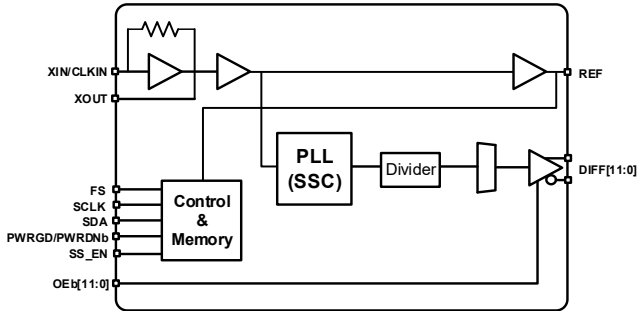 XIN/CLKIN
XOUT
REF
PLL
(SSC)
Divider
DIFF[11:0]
FS
SCLK
SDA
PWRGD/PWRDNb
SS_EN
Control
&
Memory
OEb[11:0]